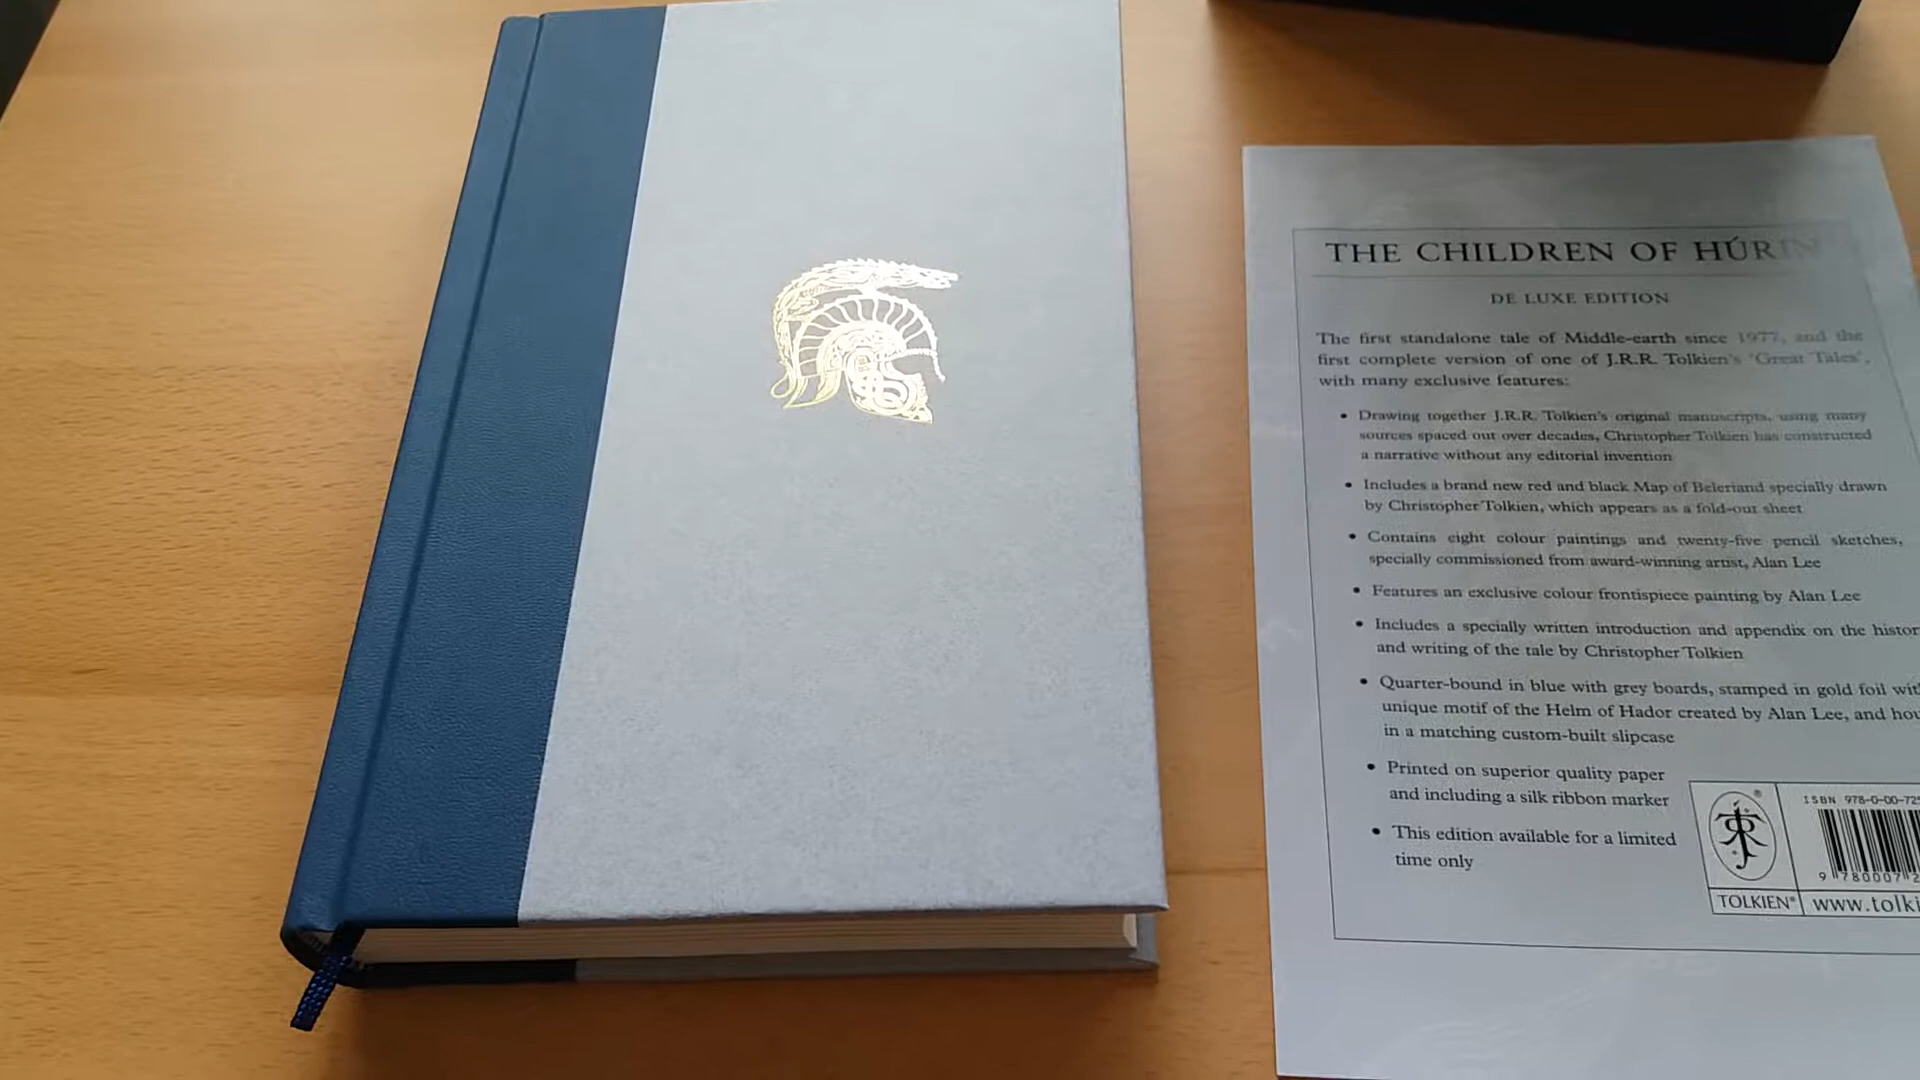 THE CHILDREN OF HÚRIN
DE LUXE EDITION
The first standalone tale of Middle-earth since 1977, and the
first complete version of one of J.R.R. Tolkien's 'Great Tales',
with many exclusive features:
• Drawing together J.R.R. Tolkien's original manuscripts, using many
sources spaced out over decades, Christopher Tolkien has constructed
a narrative without any editorial invention
• Includes a brand new red and black Map of Beleriand specially drawn
by Christopher Tolkien, which appears as a fold-out sheet
• Contains eight colour paintings and twenty-five pencil sketches,
specially commissioned from award-winning artist, Alan Lee
• Features an exclusive colour frontispiece painting by Alan Lee
• Includes a specially written introduction and appendix on the histor
and writing of the tale by Christopher Tolkien
• Quarter-bound in blue with grey boards, stamped in gold foil wit
unique motif of the Helm of Hador created by Alan Lee, and hou
in a matching custom-built slipcase
• Printed on superior quality paper
and including a silk ribbon marker
• This edition available for a limited
time only
ISBN 978-0-00-725
9 780007 2
TOLKIEN®
www.tolki